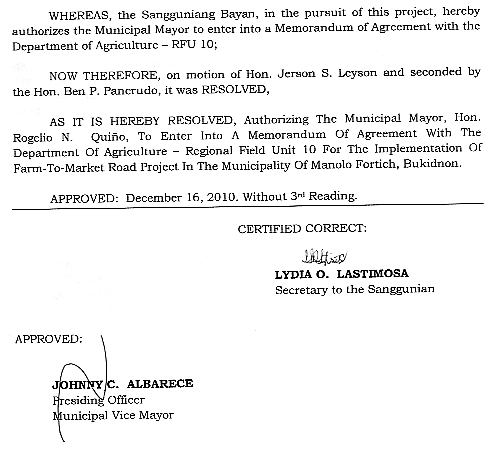 WHEREAS, the Sangguniang Bayan, in the pursuit of this project, hereby
authorizes the Municipal Mayor to enter into a Memorandum of Agreement with the
Department of Agriculture – RFU 10;
NOW THEREFORE, on motion of Hon. Jerson S. Leyson and seconded by
the Hon. Ben P. Pancrudo, it was RESOLVED,
AS IT IS HEREBY RESOLVED, Authorizing The Municipal Mayor, Hon.
Rogelio N. Quiño, To Enter Into A Memorandum Of Agreement With The
Department Of Agriculture – Regional Field Unit 10 For The Implementation Of
Farm-To-Market Road Project In The Municipality Of Manolo Fortich, Bukidnon.
APPROVED: December 16, 2010. Without 3rd Reading.
CERTIFIED CORRECT:
LYDIA O. LASTIMOSA
Secretary to the Sanggunian
APPROVED:
JOHNNY C. ALBARECE
Presiding Officer
Municipal Vice Mayor